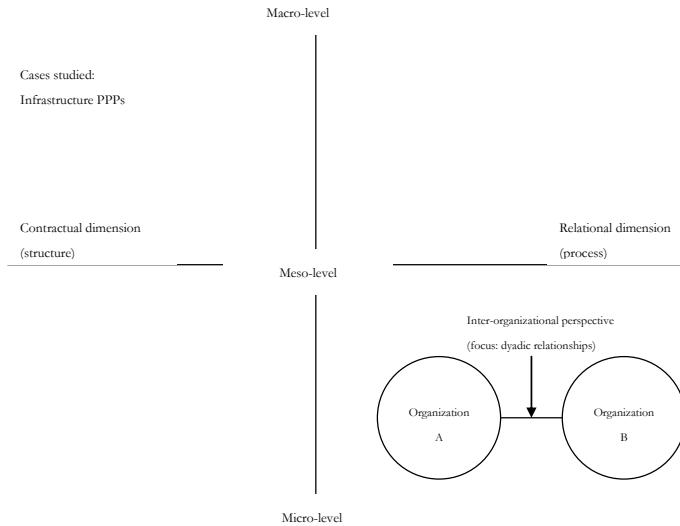 Macro-level
Cases studied:
Infrastructure PPPs
Contractual dimension
(structure)
Relational dimension
(process)
Meso-level
Inter-organizational perspective
(focus: dyadic relationships)
Organization
A
Organization
B
Micro-level